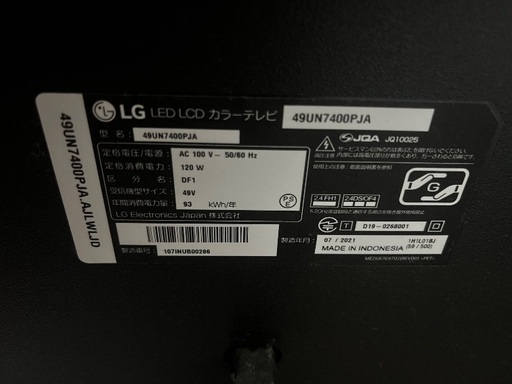 49UN7400PJA.AJLWLJD
LG LED LCD カラーテレビ 49UN7400PJA
型 名: 49UN7400PJA
定格電圧/電源: AC 100 V ~ 50/60 Hz
定格消費電力: 120 W
区 分: DF1
受信機型サイズ: 49V
年間消費電力量: 93 kWh/年
LG Electronics Japan 株式会社
PSE
製造番号: 107INUB00286
JQA JQ10025
G
2.4 FH1 2.4DS/OF4
T D19-0268001
製造年月: 07 / 2021
MADE IN INDONESIA
(58 / 500)